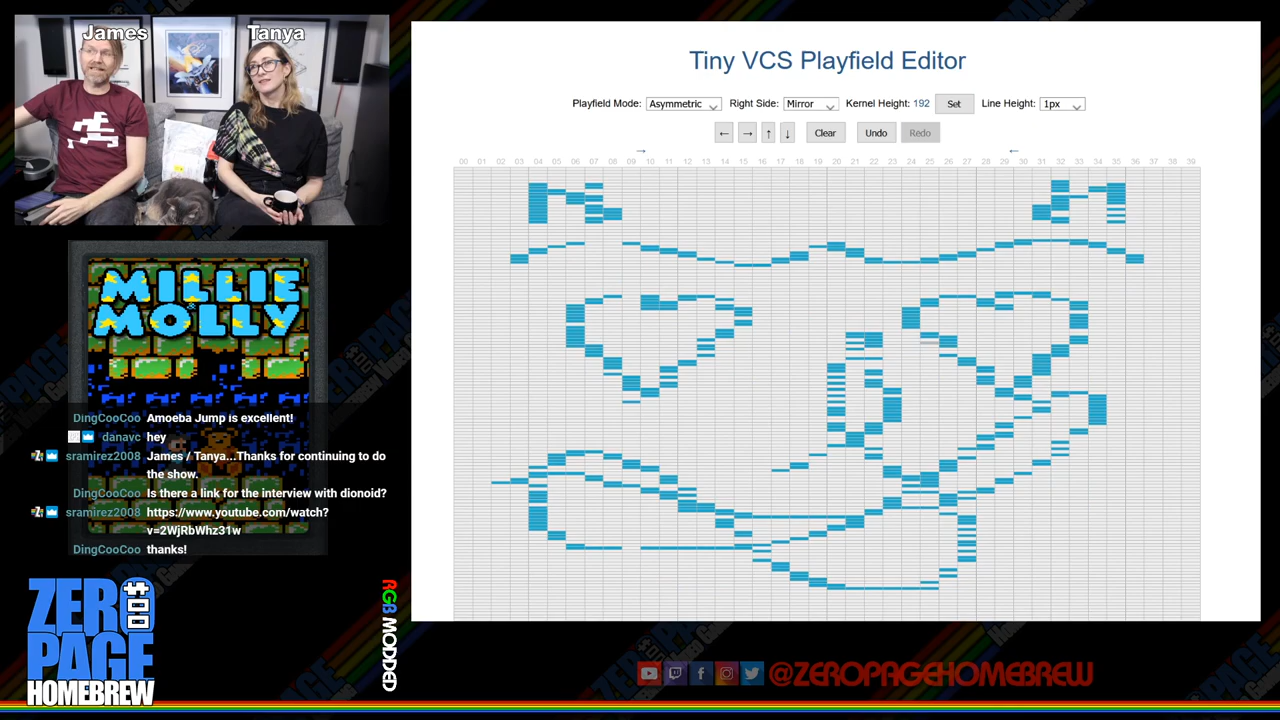 James
Tanya
Tiny VCS Playfield Editor
Playfield Mode: Asymmetric Right Side: Mirror Kernel Height: 192 Set Line Height: 1px
← → ↑ ↓ Clear Undo Redo
→ ←
00 01 02 03 04 05 06 07 08 09 10 11 12 13 14 15 16 17 18 19 20 21 22 23 24 25 26 27 28 29 30 31 32 33 34 35 36 37 38 39
MILLIE
MOLLY
DingCooCoo Amoeba Jump is excellent!
danavc hey
sramirez2008 James / Tanya...Thanks for continuing to do
the show.
DingCooCoo Is there a link for the interview with dionoid?
sramirez2008 https://www.youtube.com/watch?
v=2WjRbWhz31w
DingCooCoo thanks!
ZERO
PAGE
HOMEBREW
RGB MODDED
@ZEROPAGEHOMEBREW